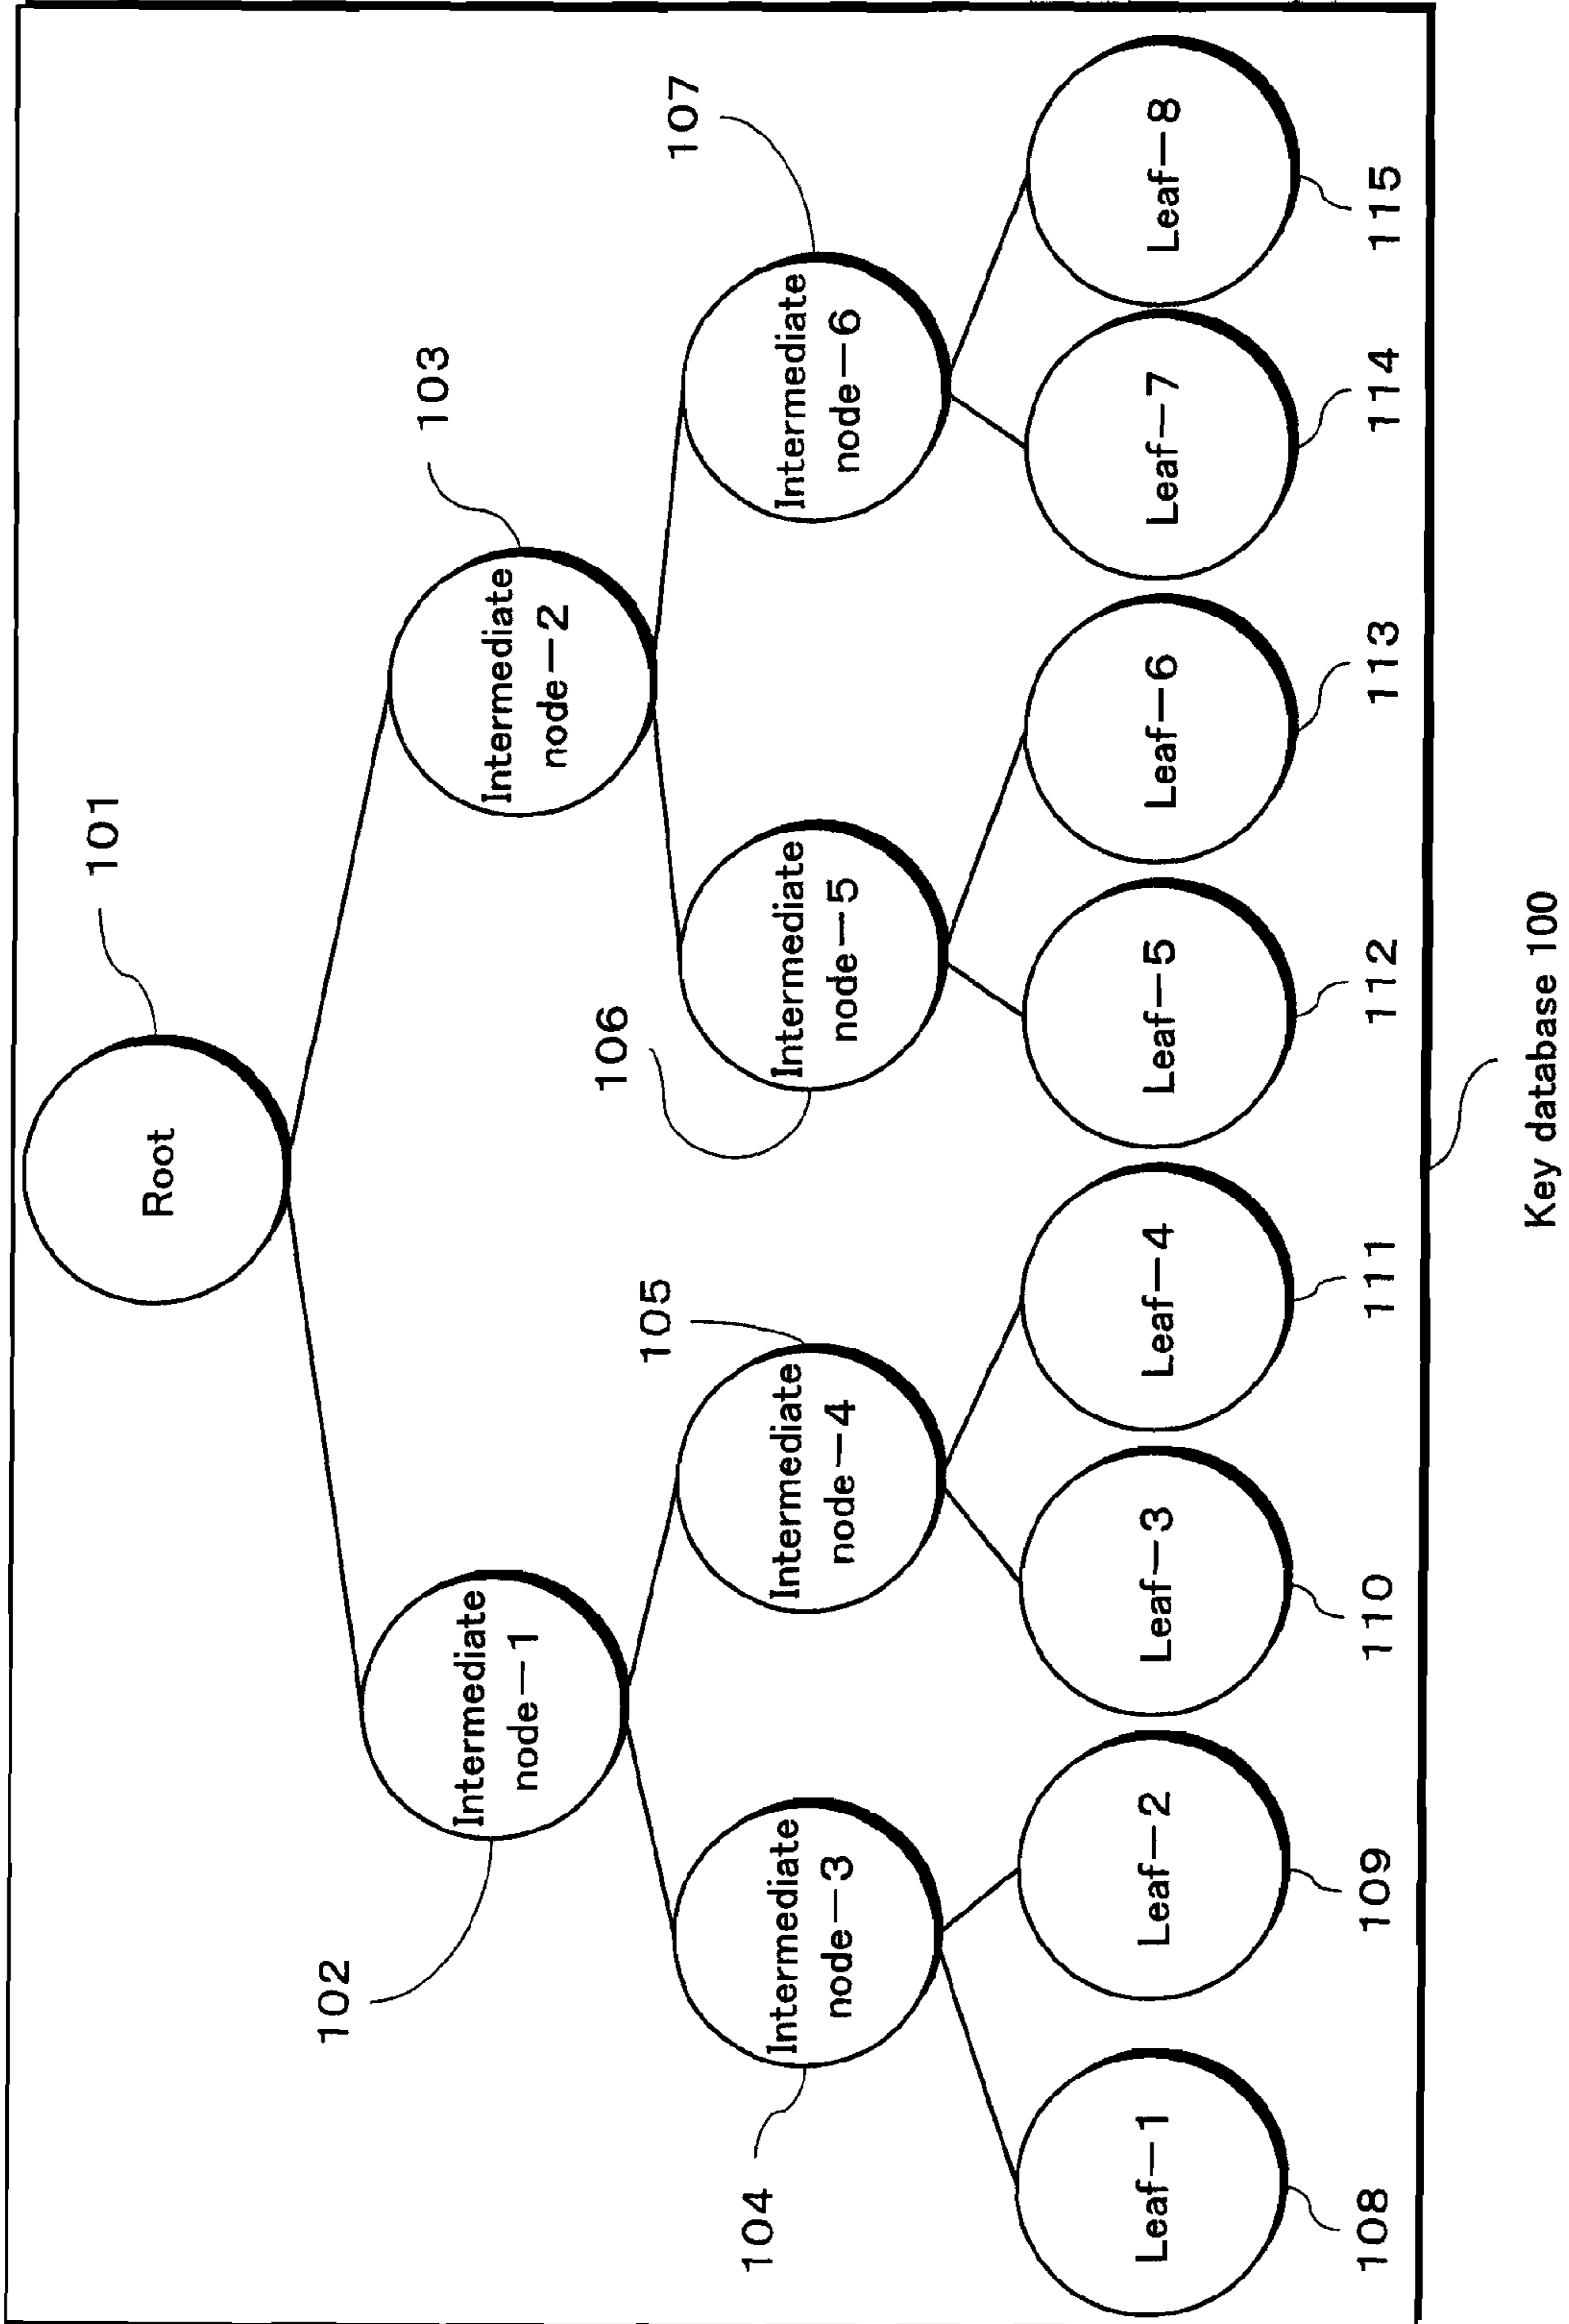 101
Root
103
102
Intermediate
node-2
Intermediate
node-1
107
105
106
104
Intermediate
node-3
Intermediate
node-4
Intermediate
node-5
Intermediate
node-6
Leaf-1
Leaf-2
Leaf-3
Leaf-4
Leaf-5
Leaf-6
Leaf-7
Leaf-8
108
109
110
111
112
113
114
115
Key database 100